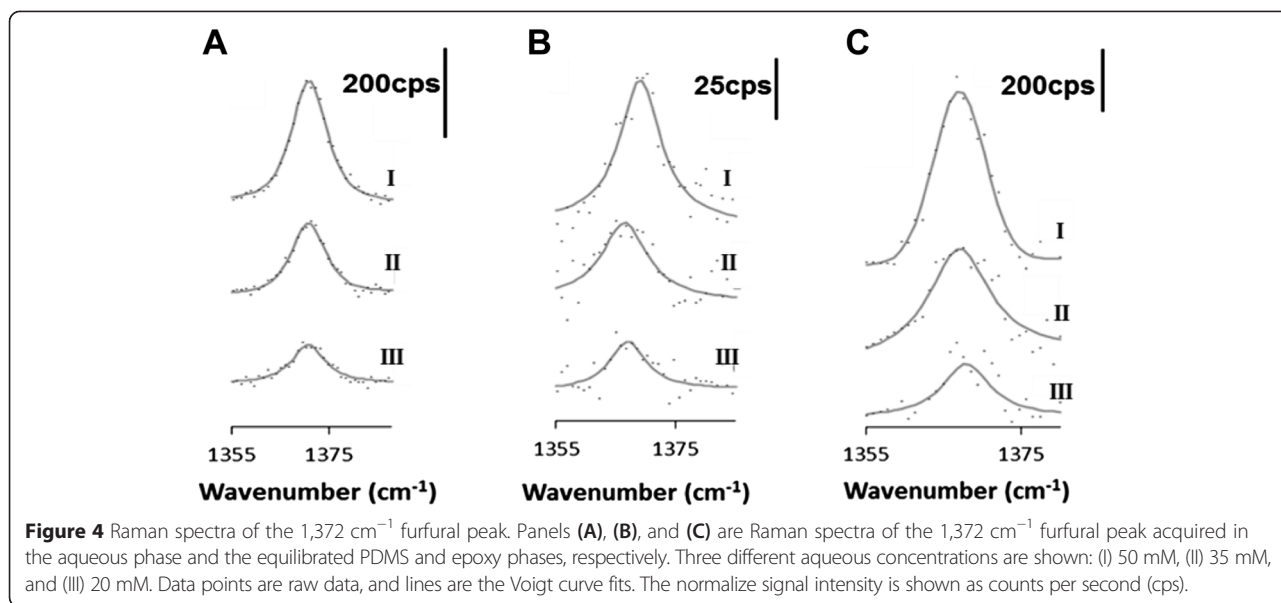 A
B
C
200cps
25cps
200cps
I
I
I
II
II
II
III
III
III
1355 1375
1355 1375
1355 1375
Wavenumber (cm⁻¹)
Wavenumber (cm⁻¹)
Wavenumber (cm⁻¹)
Figure 4 Raman spectra of the 1,372 cm⁻¹ furfural peak. Panels (A), (B), and (C) are Raman spectra of the 1,372 cm⁻¹ furfural peak acquired in
the aqueous phase and the equilibrated PDMS and epoxy phases, respectively. Three different aqueous concentrations are shown: (I) 50 mM, (II) 35 mM,
and (III) 20 mM. Data points are raw data, and lines are the Voigt curve fits. The normalize signal intensity is shown as counts per second (cps).